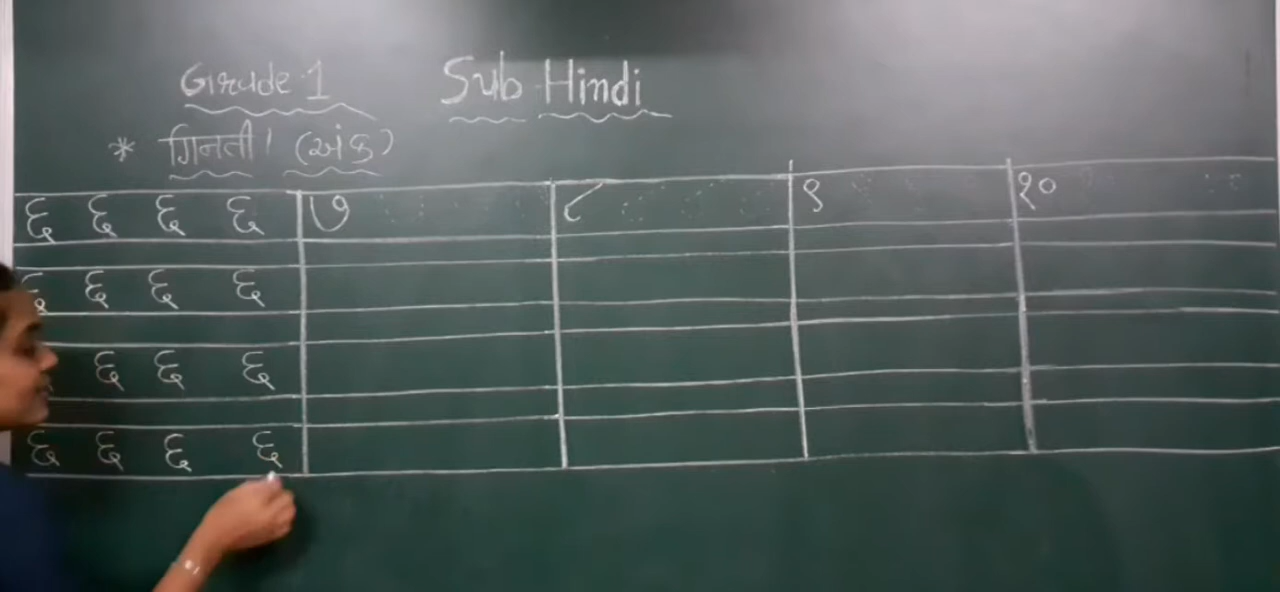 Grade 1 Sub Hindi
* गिनती। (अंक)
६ ६ ६ ६ ७ ८ ९ १०
६ ६ ६ ६
६ ६ ६
६ ६ ६ ६